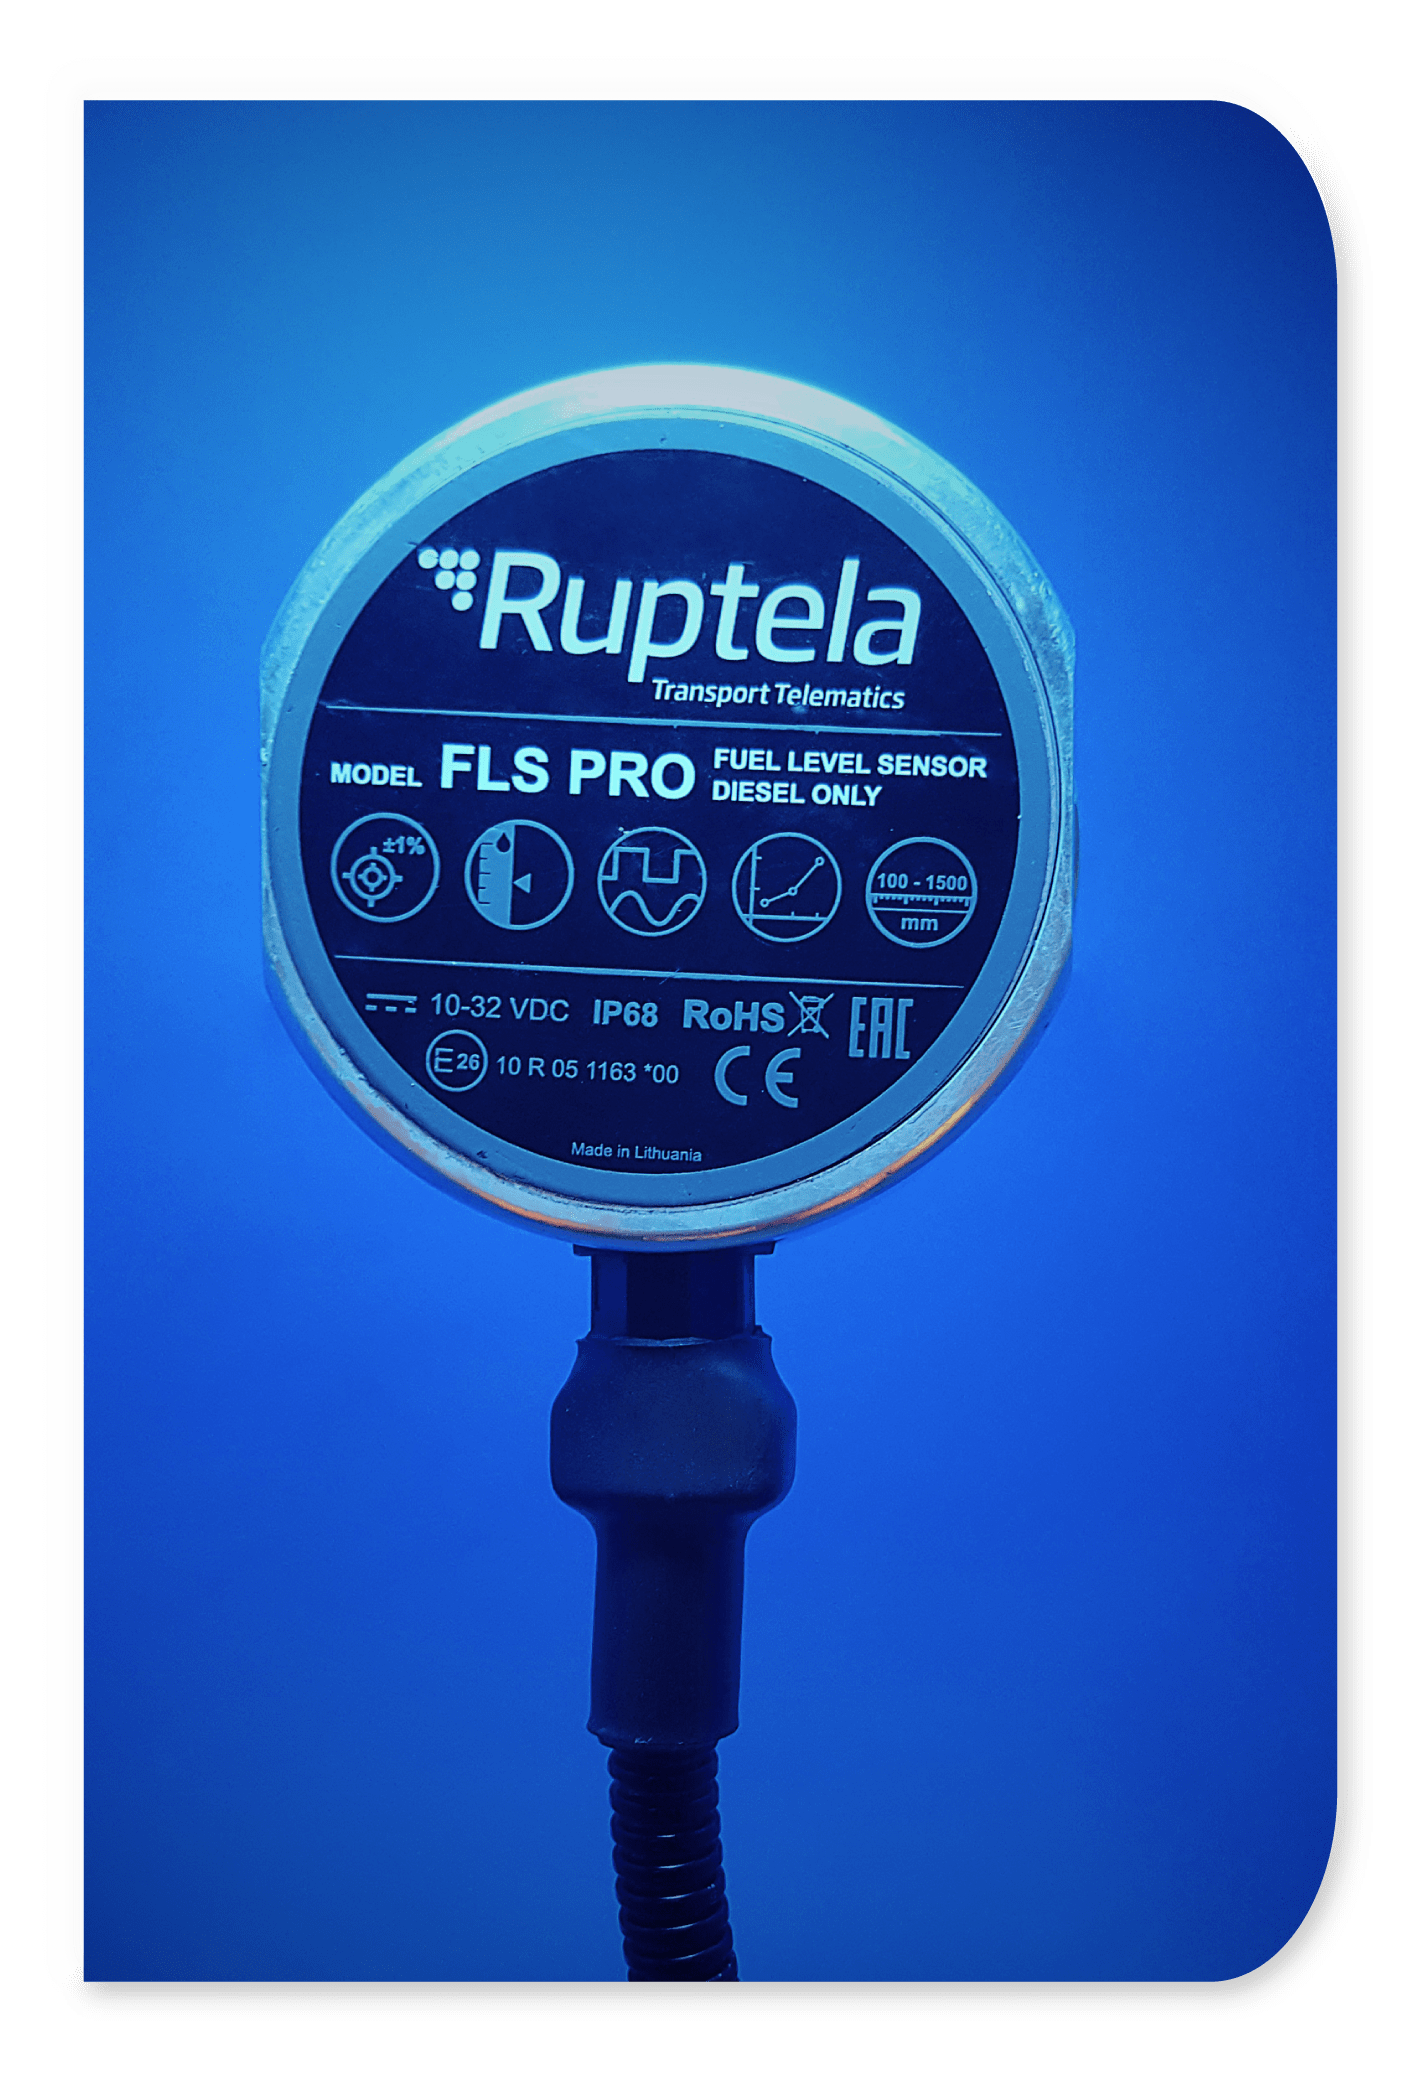 Ruptela
Transport Telematics
MODEL FLS PRO FUEL LEVEL SENSOR
DIESEL ONLY
±1%
100 - 1500
mm
10-32 VDC IP68 RoHS EAC
E26 10 R 05 1163 *00 CE
Made in Lithuania